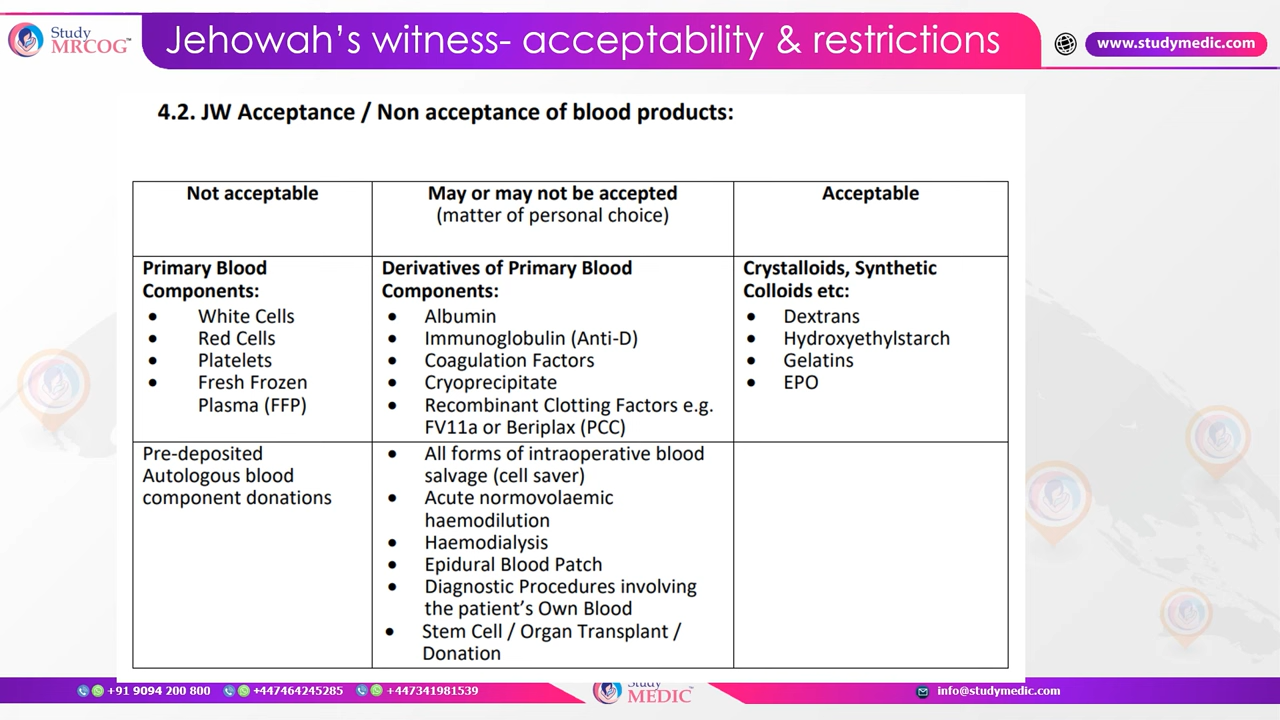 Study
MRCOG™
Jehowah's witness- acceptability & restrictions
www.studymedic.com
4.2. JW Acceptance / Non acceptance of blood products:
Not acceptable
May or may not be accepted
(matter of personal choice)
Acceptable
Primary Blood
Components:
• White Cells
• Red Cells
• Platelets
• Fresh Frozen
Plasma (FFP)
Derivatives of Primary Blood
Components:
• Albumin
• Immunoglobulin (Anti-D)
• Coagulation Factors
• Cryoprecipitate
• Recombinant Clotting Factors e.g.
FV11a or Beriplax (PCC)
Crystalloids, Synthetic
Colloids etc:
• Dextrans
• Hydroxyethylstarch
• Gelatins
• EPO
Pre-deposited
Autologous blood
component donations
• All forms of intraoperative blood
salvage (cell saver)
• Acute normovolaemic
haemodilution
• Haemodialysis
• Epidural Blood Patch
• Diagnostic Procedures involving
the patient's Own Blood
• Stem Cell / Organ Transplant /
Donation
+91 9094 200 800
+447464245285
+447341981539
Study
MEDIC
info@studymedic.com